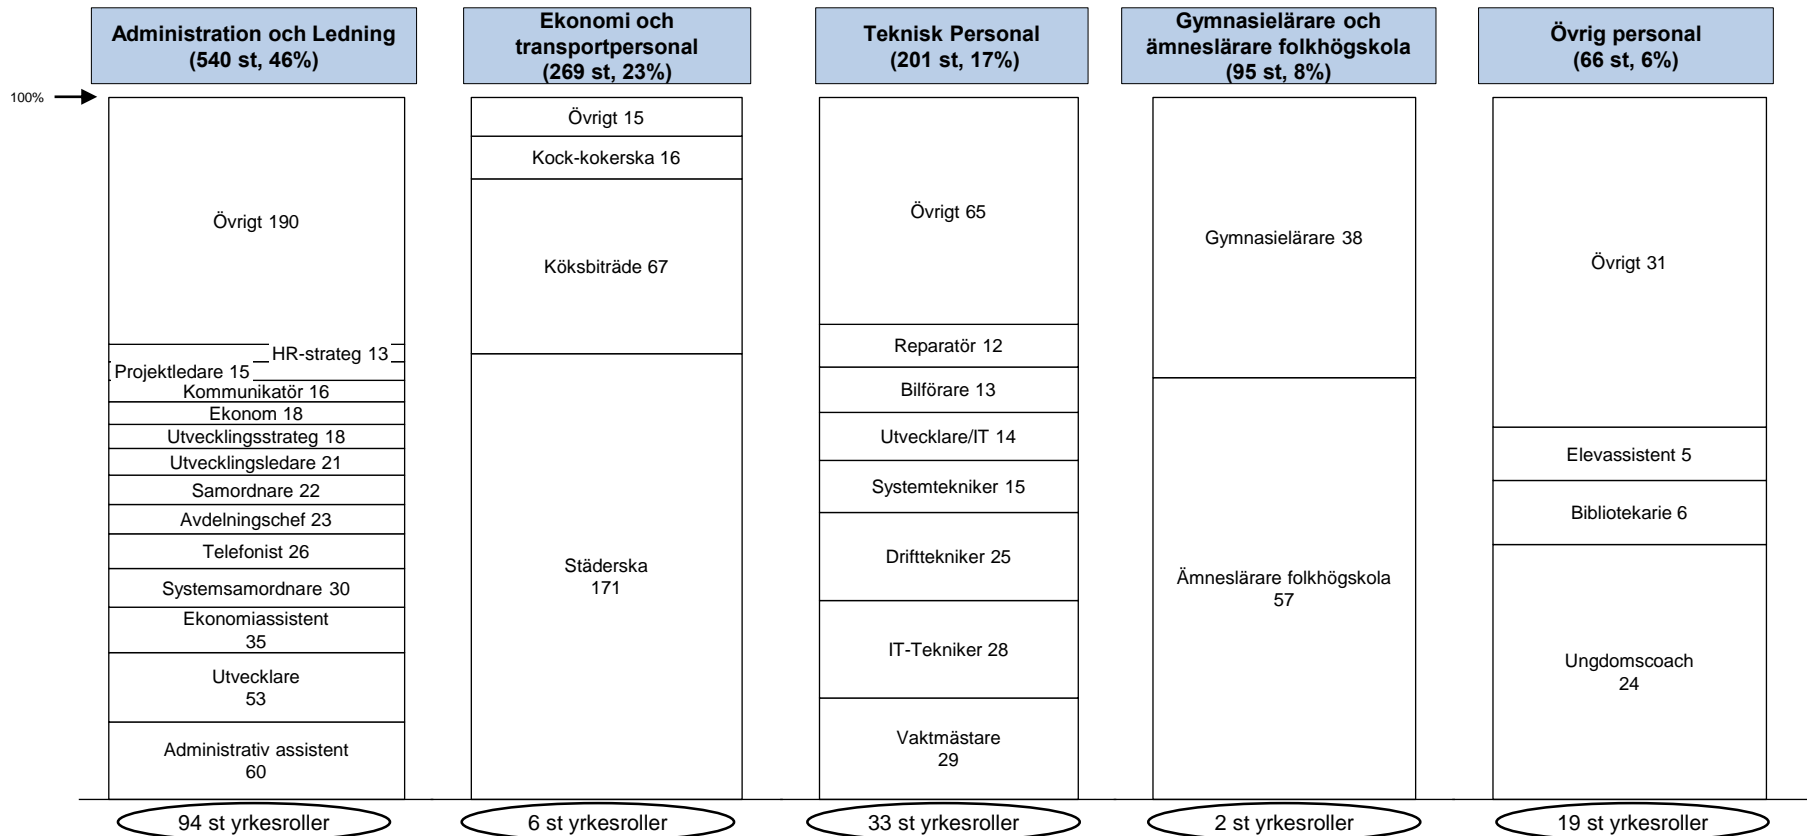 Administration och Ledning
(540 st, 46%)
Ekonomi och
transportpersonal
(269 st, 23%)
Teknisk Personal
(201 st, 17%)
Gymnasielärare och
ämneslärare folkhögskola
(95 st, 8%)
Övrig personal
(66 st, 6%)
100%
Övrigt 190
HR-strateg 13
Projektledare 15
Kommunikatör 16
Ekonom 18
Utvecklingsstrateg 18
Utvecklingsledare 21
Samordnare 22
Avdelningschef 23
Telefonist 26
Systemsamordnare 30
Ekonomiassistent
35
Utvecklare
53
Administrativ assistent
60
94 st yrkesroller
Övrigt 15
Kock-kokerska 16
Köksbiträde 67
Städerska
171
6 st yrkesroller
Övrigt 65
Reparatör 12
Bilförare 13
Utvecklare/IT 14
Systemtekniker 15
Drifttekniker 25
IT-Tekniker 28
Vaktmästare
29
33 st yrkesroller
Gymnasielärare 38
Ämneslärare folkhögskola
57
2 st yrkesroller
Övrigt 31
Elevassistent 5
Bibliotekarie 6
Ungdomscoach
24
19 st yrkesroller